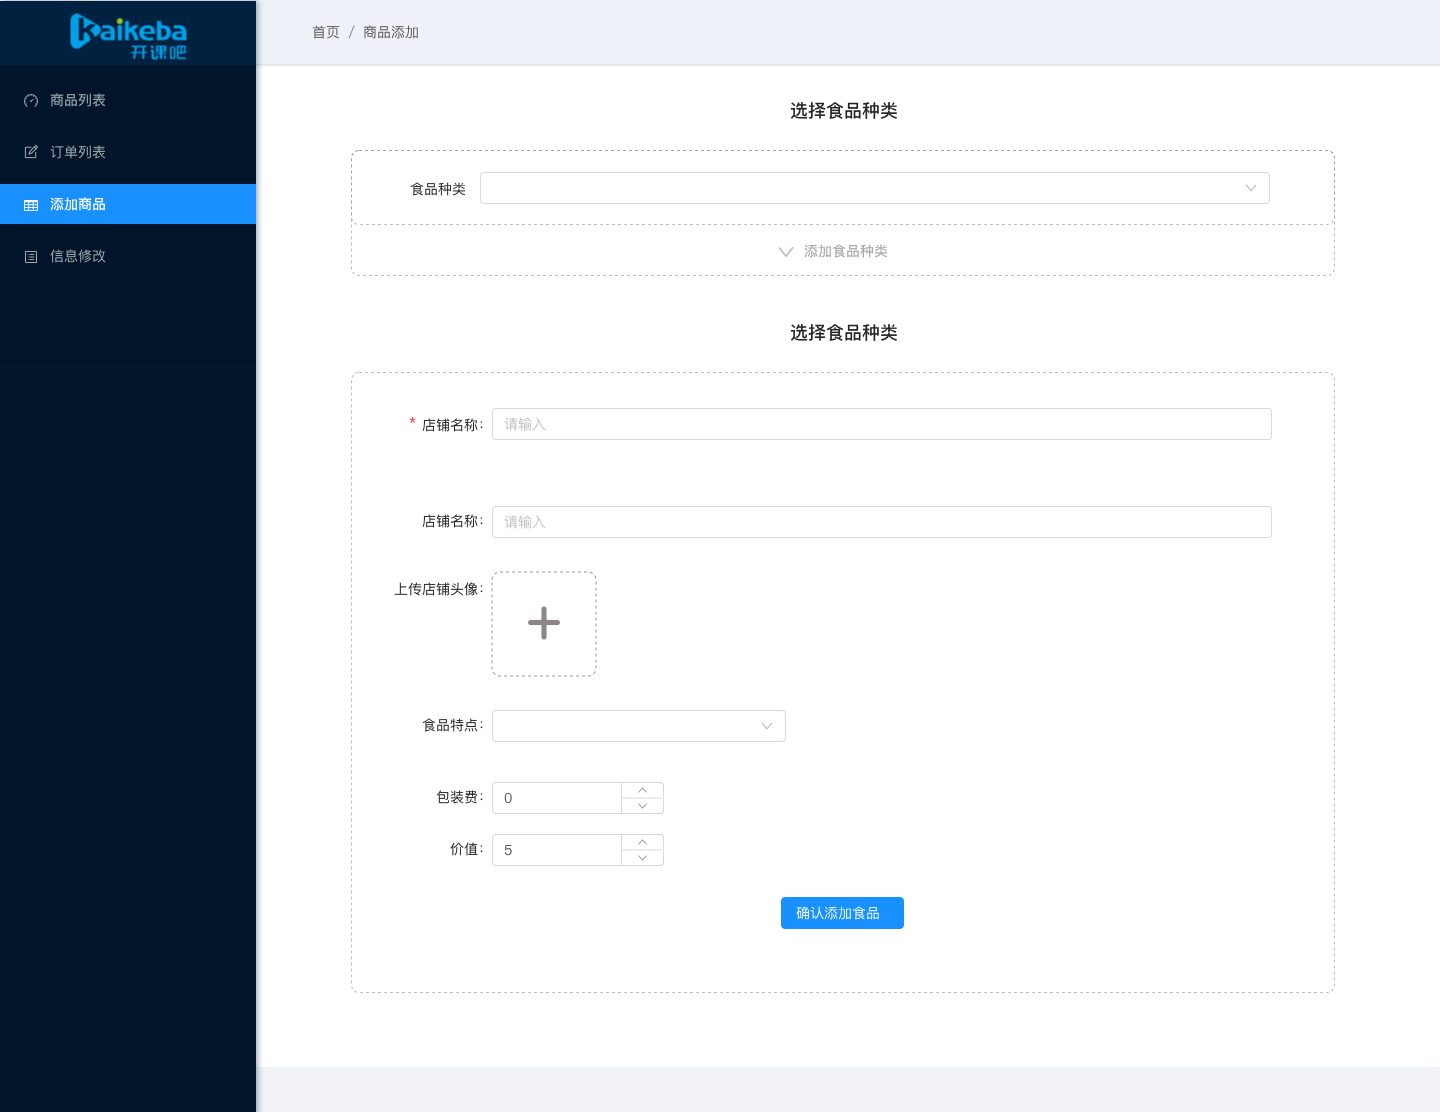 Kaikeba
开课吧
首页 / 商品添加
商品列表
订单列表
添加商品
信息修改
选择食品种类
食品种类
添加食品种类
选择食品种类
* 店铺名称: 请输入
店铺名称: 请输入
上传店铺头像:
食品特点:
包装费: 0
价值: 5
确认添加食品